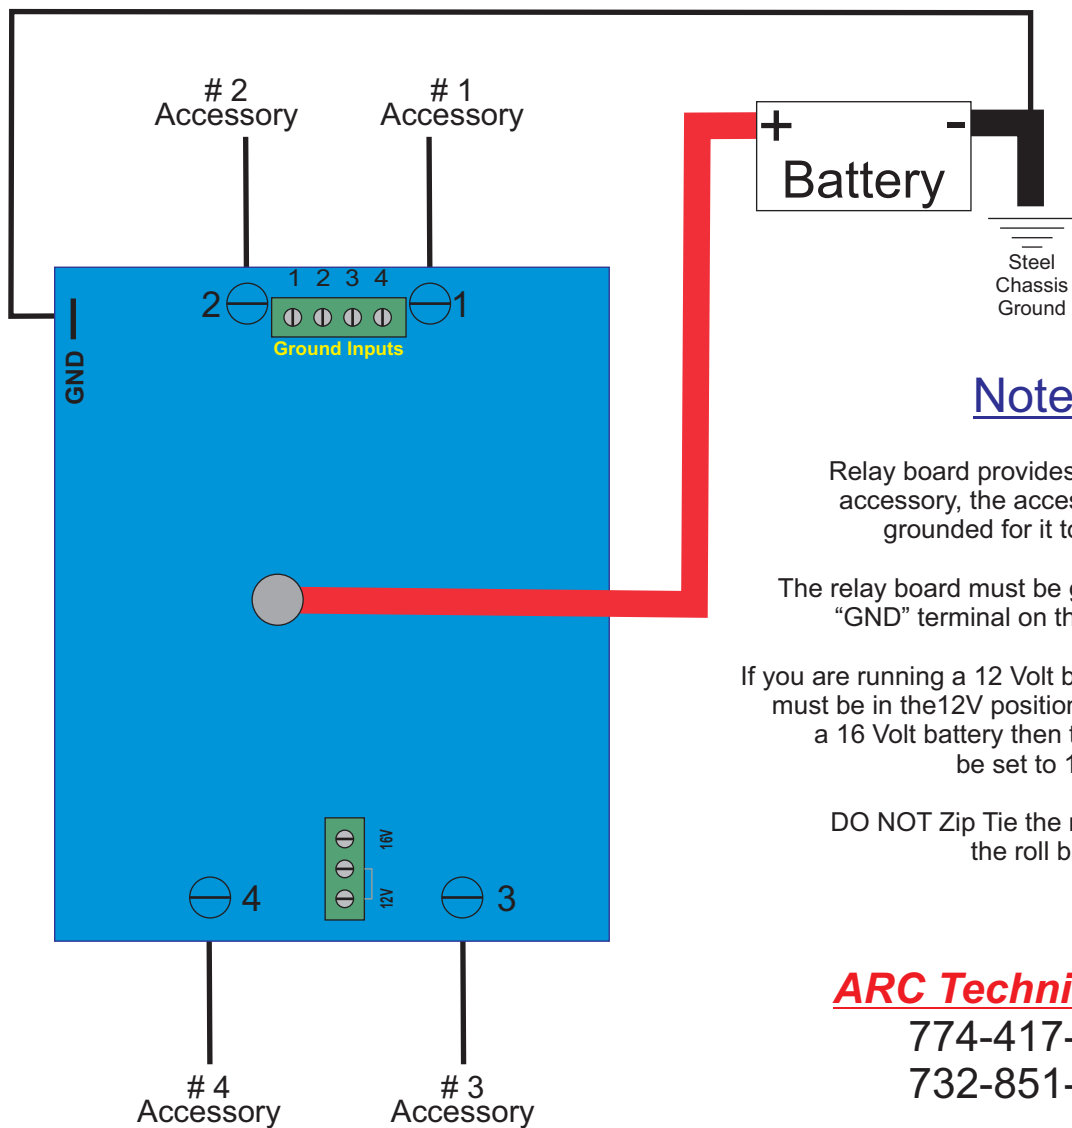 # 2
Accessory
# 1
Accessory
+
-
Battery
Steel
Chassis
Ground
1 2 3 4
2
1
Ground Inputs
GND
Note
Relay board provides
accessory, the acces
grounded for it to
The relay board must be g
“GND” terminal on th
If you are running a 12 Volt b
must be in the12V position
a 16 Volt battery then t
be set to 1
DO NOT Zip Tie the r
the roll b
16V
12V
4
3
ARC Techni
774-417-
732-851-
# 4
Accessory
# 3
Accessory